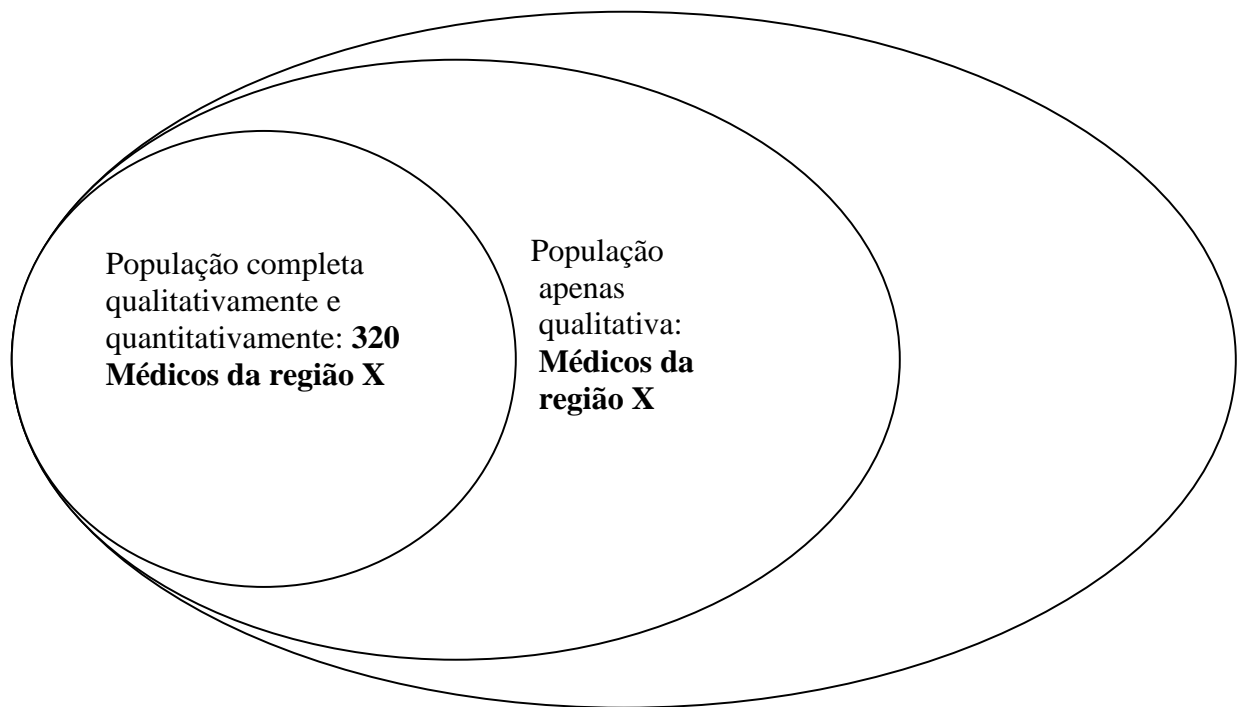 População completa
qualitativamente e
quantitativamente: 320
Médicos da região X
População
apenas
qualitativa:
Médicos da
região X